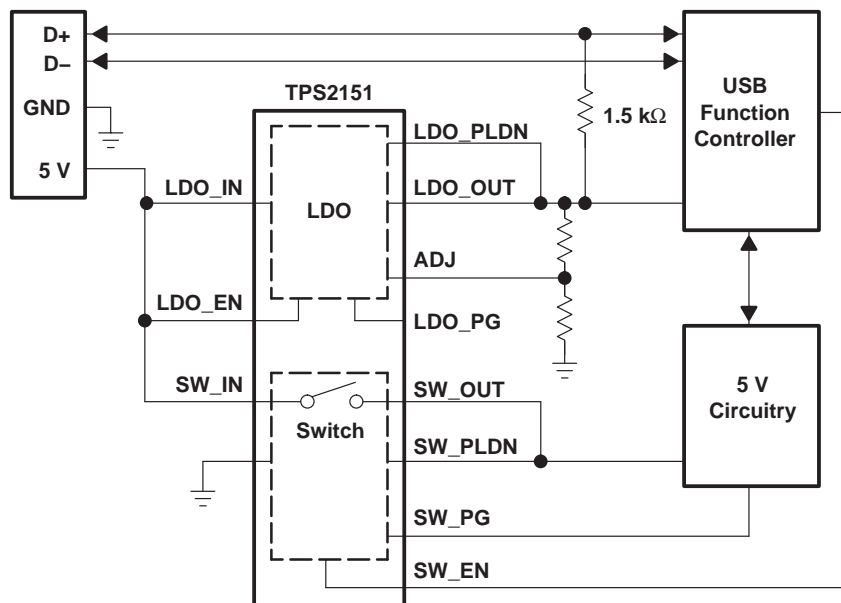 D+
D–
GND
5 V
TPS2151
LDO_IN
LDO_EN
SW_IN
LDO
Switch
LDO_PLDN
LDO_OUT
ADJ
LDO_PG
SW_OUT
SW_PLDN
SW_PG
SW_EN
1.5 kΩ
USB
Function
Controller
5 V
Circuitry